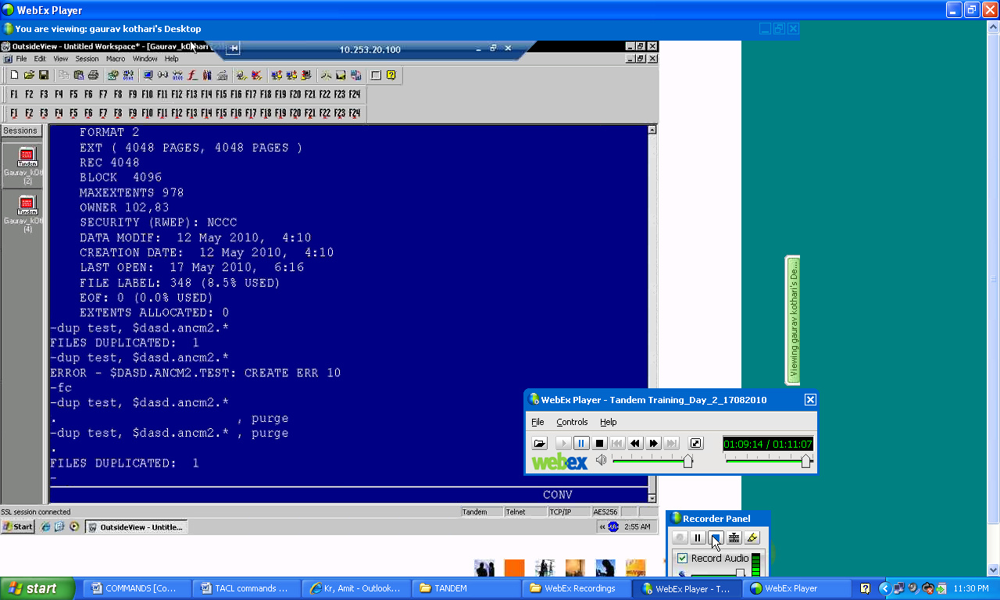 WebEx Player
You are viewing: gaurav kothari's Desktop
OutsideView - Untitled Workspace* - [Gaurav_kOthari
10.253.20.100
File Edit View Session Macro Window Help
F1 F2 F3 F4 F5 F6 F7 F8 F9 F10 F11 F12 F13 F14 F15 F16 F17 F18 F19 F20 F21 F22 F23 F24
F1 F2 F3 F4 F5 F6 F7 F8 F9 F10 F11 F12 F13 F14 F15 F16 F17 F18 F19 F20 F21 F22 F23 F24
Sessions
Tandem
Gaurav_kOt
(2)
Tandem
Gaurav_kOt
(4)
FORMAT 2
EXT ( 4048 PAGES, 4048 PAGES )
REC 4048
BLOCK 4096
MAXEXTENTS 978
OWNER 102,83
SECURITY (RWEP): NCCC
DATA MODIF: 12 May 2010, 4:10
CREATION DATE: 12 May 2010, 4:10
LAST OPEN: 17 May 2010, 6:16
FILE LABEL: 348 (8.5% USED)
EOF: 0 (0.0% USED)
EXTENTS ALLOCATED: 0
-dup test, $dasd.ancm2.*
FILES DUPLICATED: 1
-dup test, $dasd.ancm2.*
ERROR - $DASD.ANCM2.TEST: CREATE ERR 10
-fc
-dup test, $dasd.ancm2.*
. , purge
-dup test, $dasd.ancm2.* , purge
.
FILES DUPLICATED: 1
-
CONV
SSL session connected
Tandem Telnet TCP/IP AES256
Start
OutsideView - Untitle...
« 2:55 AM
Viewing gaurav kothari's De...
WebEx Player - Tandem Training_Day_2_17082010
File Controls Help
01:09:14 / 01:11:07
webex
Recorder Panel
Record Audio
start
COMMANDS [Co...
TACL commands ...
Kr, Amit - Outlook...
TANDEM
WebEx Recordings
WebEx Player - T...
WebEx Player
11:30 PM